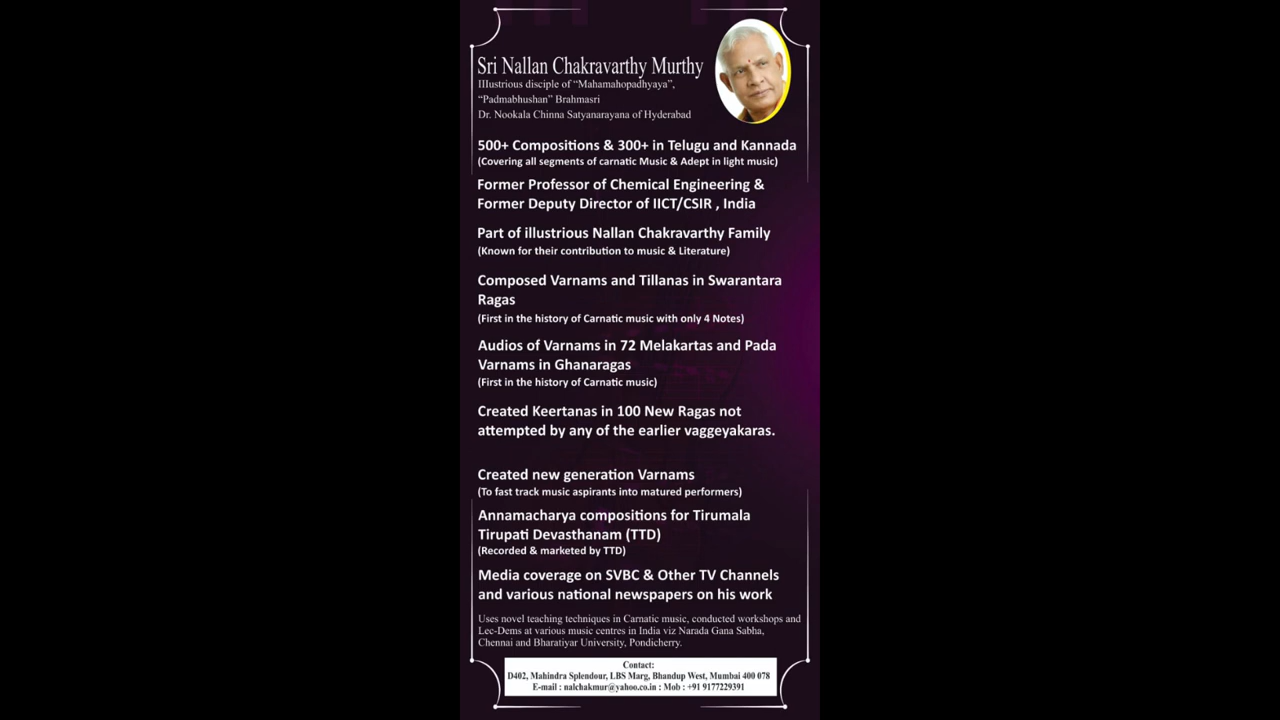 Sri Nallan Chakravarthy Murthy
Illustrious disciple of “Mahamahopadhyaya”,
“Padmabhushan” Brahmasri
Dr. Nookala Chinna Satyanarayana of Hyderabad
500+ Compositions & 300+ in Telugu and Kannada
(Covering all segments of carnatic Music & Adept in light music)
Former Professor of Chemical Engineering &
Former Deputy Director of IICT/CSIR , India
Part of illustrious Nallan Chakravarthy Family
(Known for their contribution to music & Literature)
Composed Varnams and Tillanas in Swarantara
Ragas
(First in the history of Carnatic music with only 4 Notes)
Audios of Varnams in 72 Melakartas and Pada
Varnams in Ghanaragas
(First in the history of Carnatic music)
Created Keertanas in 100 New Ragas not
attempted by any of the earlier vaggeyakaras.
Created new generation Varnams
(To fast track music aspirants into matured performers)
Annamacharya compositions for Tirumala
Tirupati Devasthanam (TTD)
(Recorded & marketed by TTD)
Media coverage on SVBC & Other TV Channels
and various national newspapers on his work
Uses novel teaching techniques in Carnatic music, conducted workshops and
Lec-Dems at various music centres in India viz Narada Gana Sabha,
Chennai and Bharatiyar University, Pondicherry.
Contact:
D402, Mahindra Splendour, LBS Marg, Bhandup West, Mumbai 400 078
E-mail : nalchakmur@yahoo.co.in : Mob : +91 9177229391